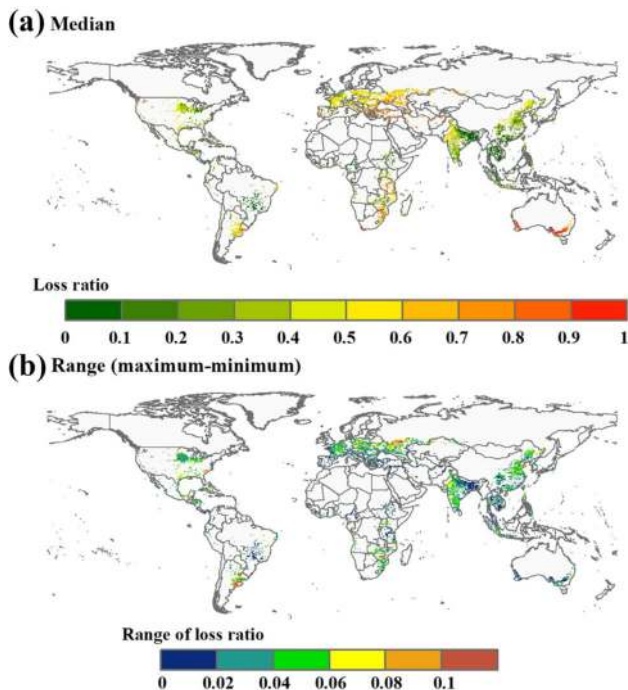 (a) Median
Loss ratio
0 0.1 0.2 0.3 0.4 0.5 0.6 0.7 0.8 0.9 1
(b) Range (maximum-minimum)
Range of loss ratio
0 0.02 0.04 0.06 0.08 0.1